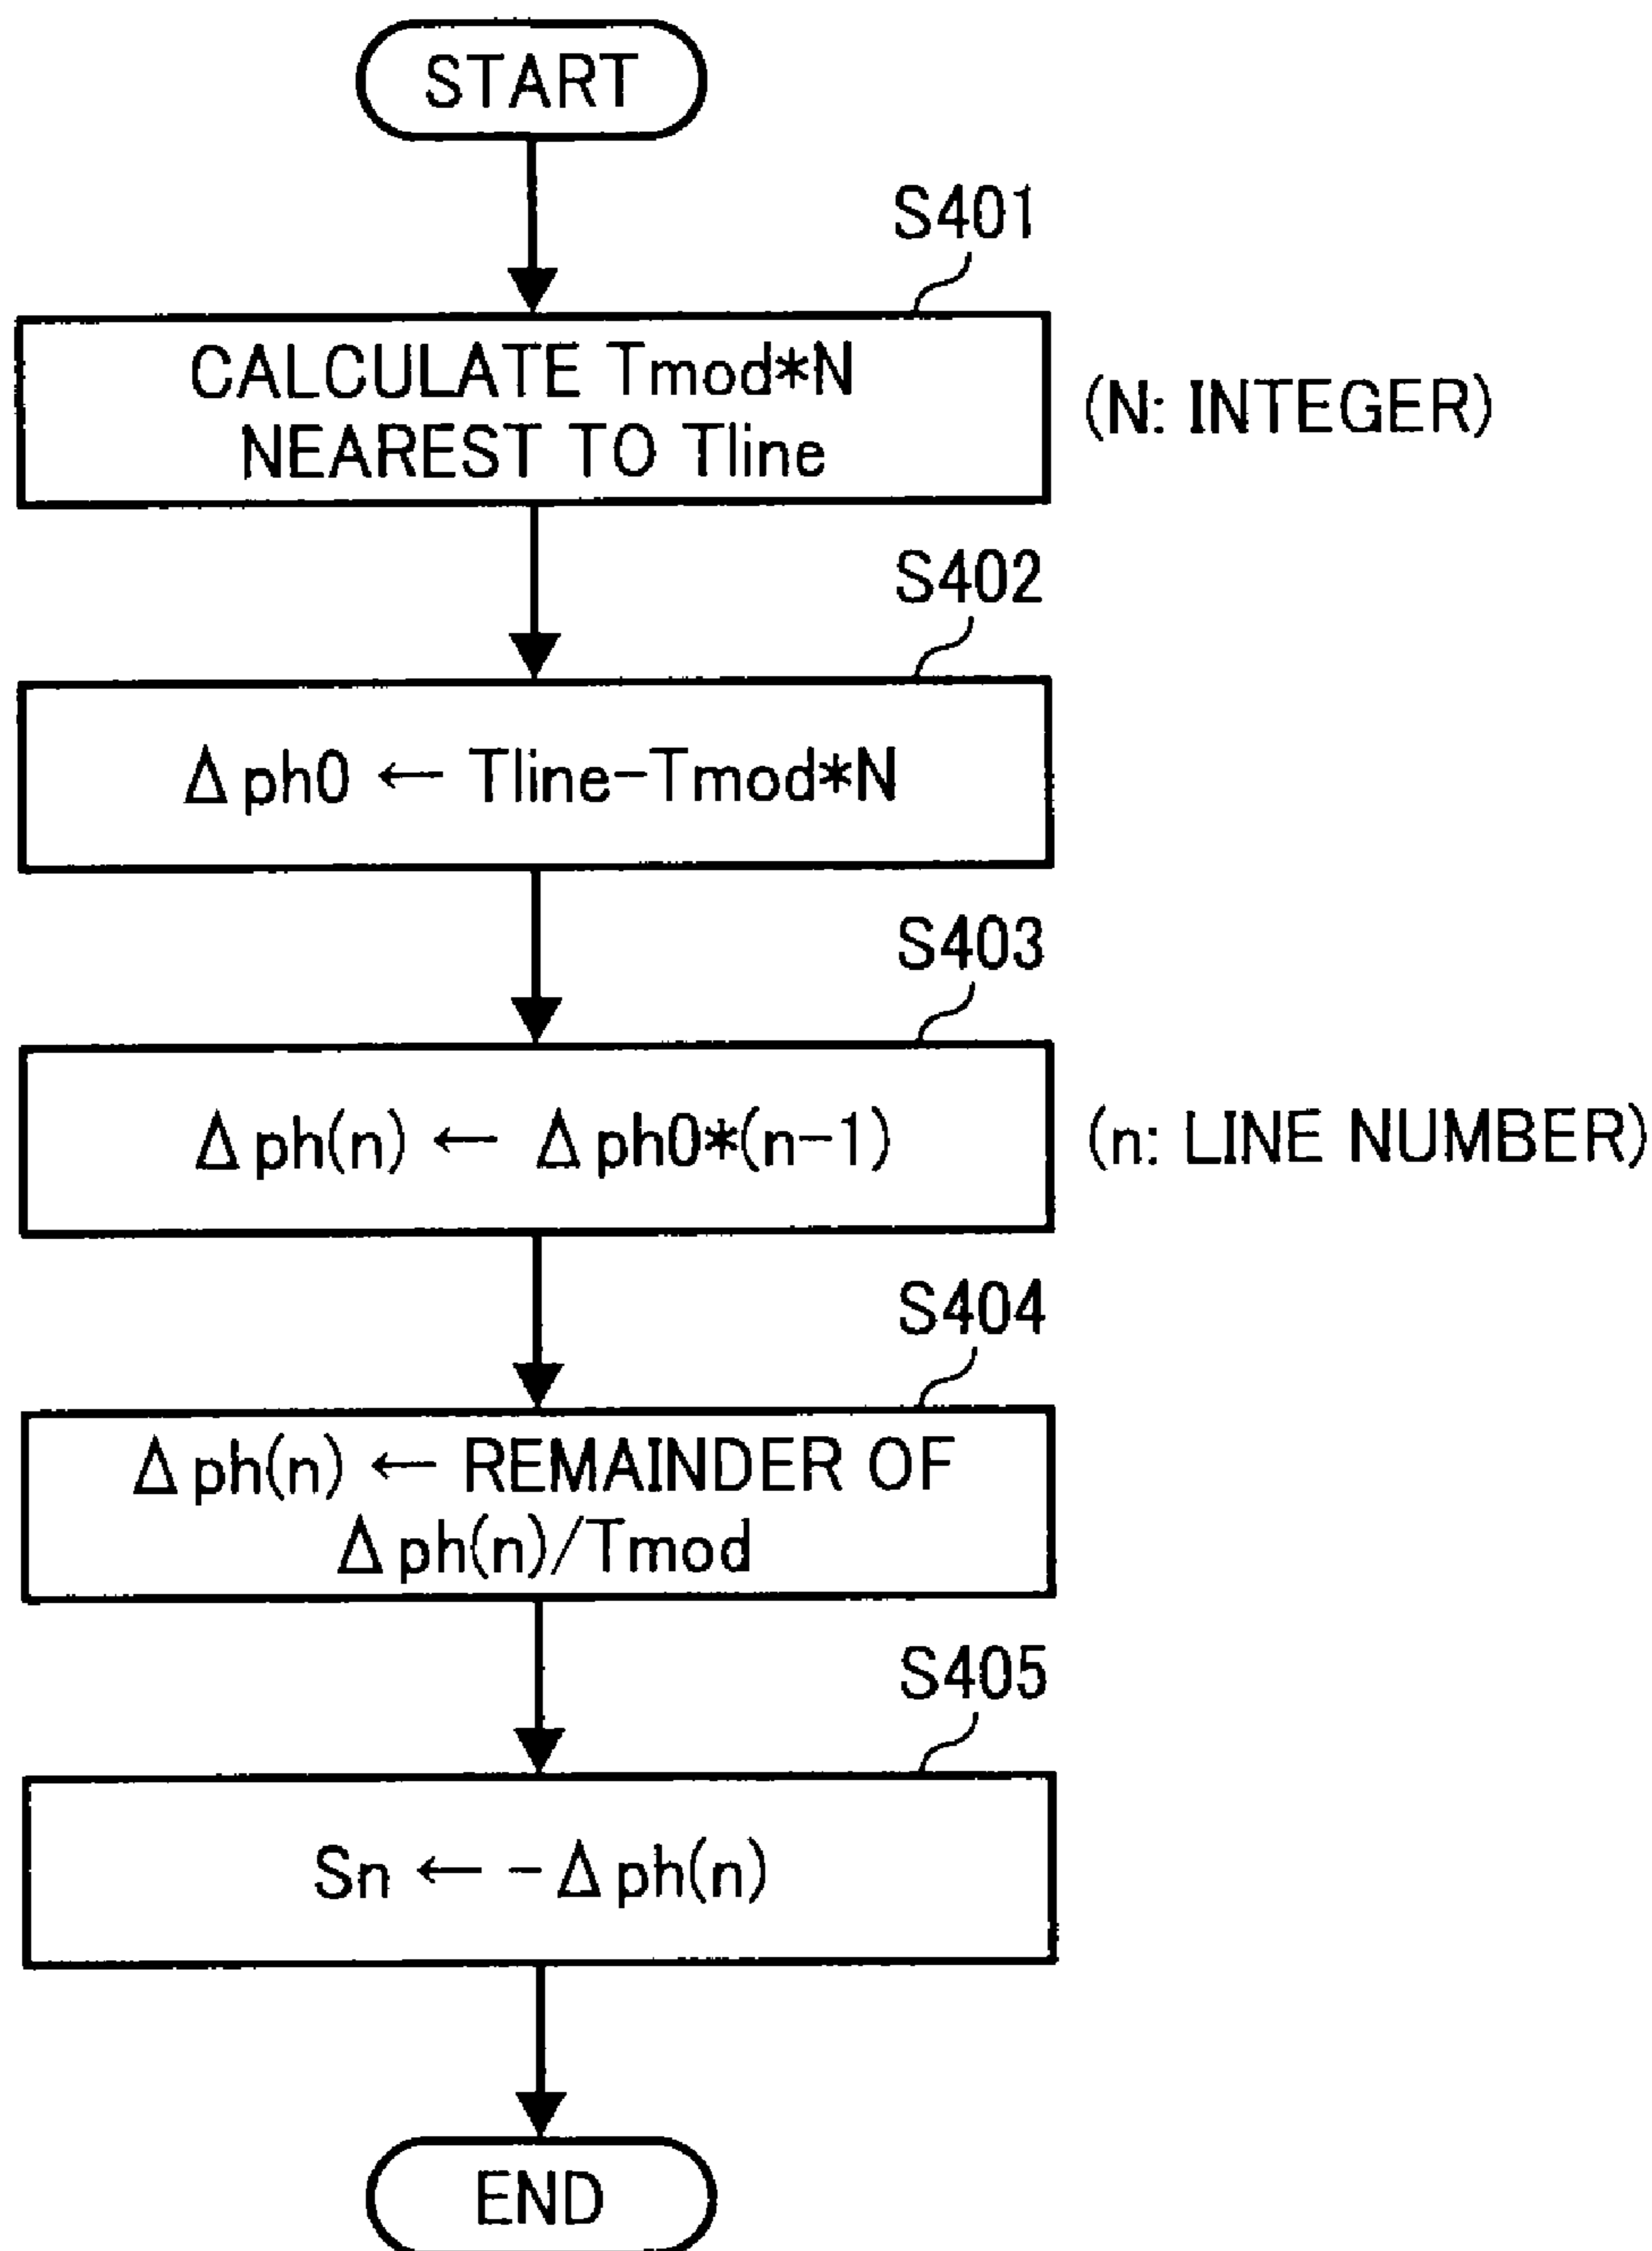 START
S401
CALCULATE Tmod*N
NEAREST TO Tline
(N: INTEGER)
S402
Δph0 ← Tline-Tmod*N
S403
Δph(n) ← Δph0*(n-1)
(n: LINE NUMBER)
S404
Δph(n) ← REMAINDER OF
Δph(n)/Tmod
S405
Sn ← -Δph(n)
END